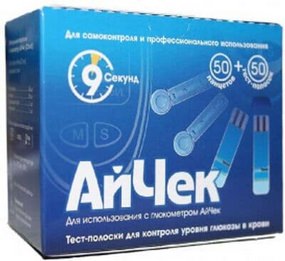 Для самоконтроля и профессионального использования
9 Секунд
50 ланцетов + 50 тест полосок
M S
АйЧек
Для использования с глюкометром АйЧек
Тест-полоски для контроля уровня глюкозы в крови